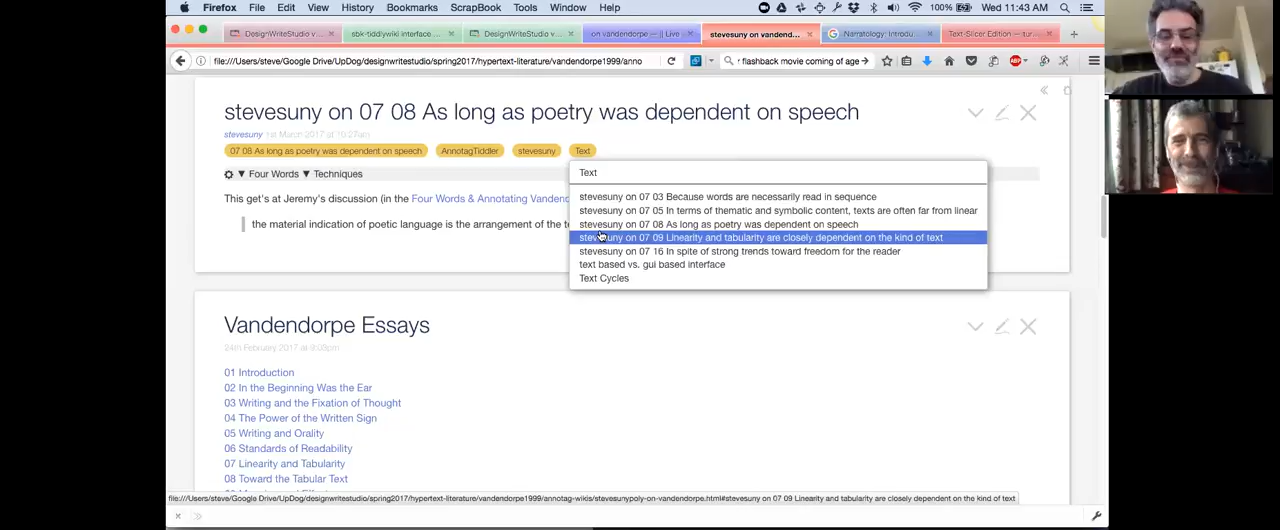 Firefox File Edit View History Bookmarks ScrapBook Tools Window Help 100% Wed 11:43 AM
DesignWriteStudio v... sbk-tiddlywiki interface... DesignWriteStudio v... on vandendorpe — || Live stevesuny on vandend... Narratology: Introdu Text-Slicer Edition — tur...
file:///Users/steve/Google Drive/UpDog/designwritestudio/spring2017/hypertext-literature/vandendorpe1999/anno
r flashback movie coming of age
ABP
stevesuny on 07 08 As long as poetry was dependent on speech
stevesuny 1st March 2017 at 10:27am
07 08 As long as poetry was dependent on speech AnnotagTiddler stevesuny Text
▼ Four Words ▼ Techniques
This get's at Jeremy's discussion (in the Four Words & Annotating Vandend
the material indication of poetic language is the arrangement of the
Text
stevesuny on 07 03 Because words are necessarily read in sequence
stevesuny on 07 05 In terms of thematic and symbolic content, texts are often far from linear
stevesuny on 07 08 As long as poetry was dependent on speech
stevesuny on 07 09 Linearity and tabularity are closely dependent on the kind of text
stevesuny on 07 16 In spite of strong trends toward freedom for the reader
text based vs. gui based interface
Text Cycles
Vandendorpe Essays
24th February 2017 at 9:08pm
01 Introduction
02 In the Beginning Was the Ear
03 Writing and the Fixation of Thought
04 The Power of the Written Sign
05 Writing and Orality
06 Standards of Readability
07 Linearity and Tabularity
08 Toward the Tabular Text
file:///Users/steve/Google Drive/UpDog/designwritestudio/spring2017/hypertext-literature/vandendorpe1999/annotag-wikis/stevesunypoly-on-vandendorpe.html#stevesuny on 07 09 Linearity and tabularity are closely dependent on the kind of text